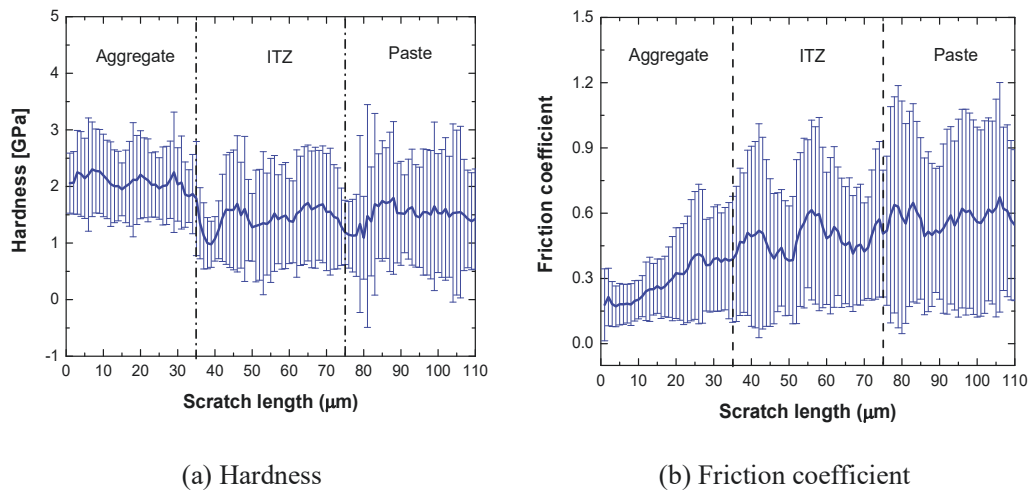 Hardness [GPa]
5
4
3
2
1
0
-1
Aggregate
ITZ
Paste
0 10 20 30 40 50 60 70 80 90 100 110
Scratch length (μm)
(a) Hardness
Friction coefficient
1.5
1.2
0.9
0.6
0.3
0.0
Aggregate
ITZ
Paste
0 10 20 30 40 50 60 70 80 90 100 110
Scratch length (μm)
(b) Friction coefficient